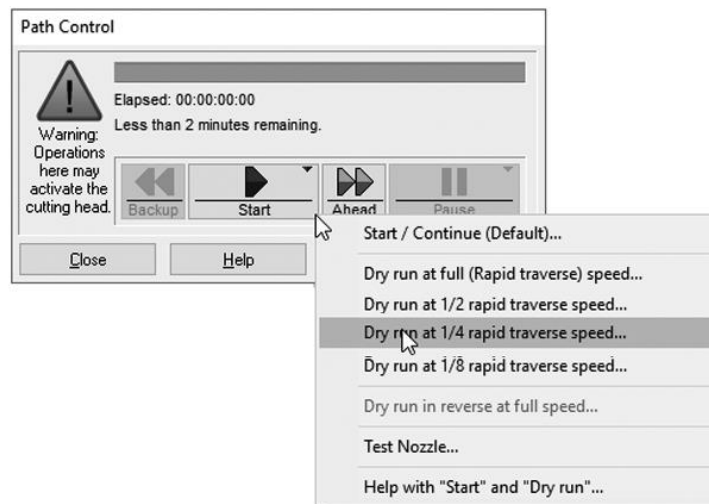 Path Control
Elapsed: 00:00:00:00
Less than 2 minutes remaining.
Warning:
Operations
here may
activate the
cutting head.
Backup
Start
Ahead
Pause
Close
Help
Start / Continue (Default)...
Dry run at full (Rapid traverse) speed...
Dry run at 1/2 rapid traverse speed...
Dry run at 1/4 rapid traverse speed...
Dry run at 1/8 rapid traverse speed...
Dry run in reverse at full speed...
Test Nozzle...
Help with "Start" and "Dry run"...